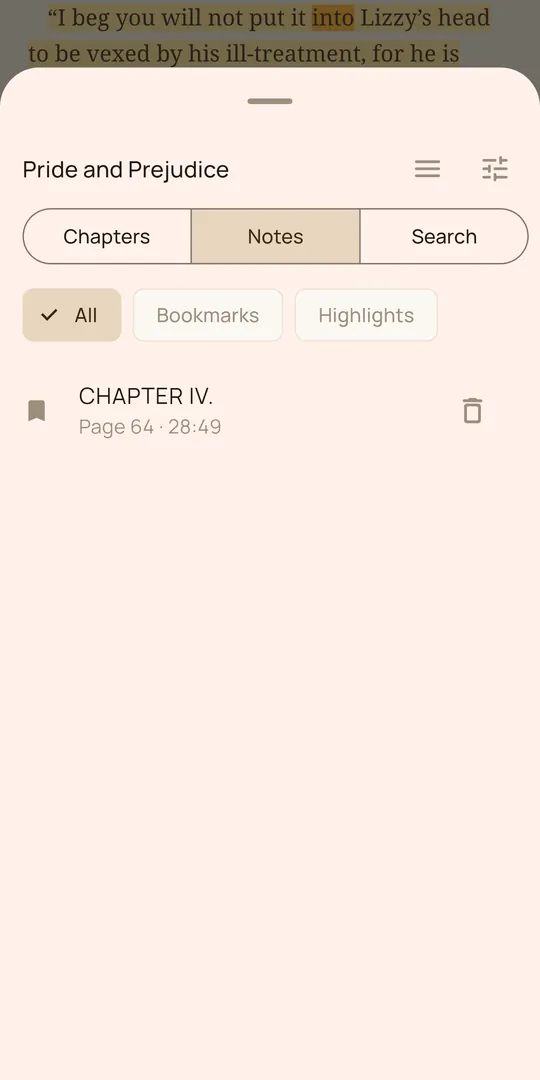 “I beg you will not put it into Lizzy’s head
to be vexed by his ill-treatment, for he is
Pride and Prejudice
Chapters
Notes
Search
All
Bookmarks
Highlights
CHAPTER IV.
Page 64 · 28:49